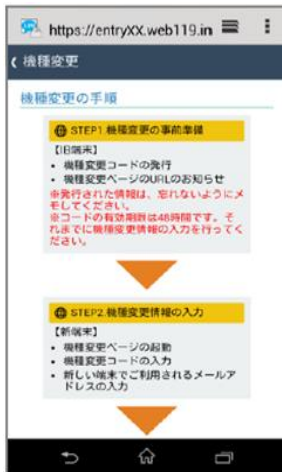 https://entryXX.web119.in
機種変更
機種変更の手順
STEP1.機種変更の事前準備
【旧端末】
・ 機種変更コードの発行
・ 機種変更ページのURLのお知らせ
※発行された情報は、忘れないようにメ
モしてください。
※コードの有効期限は48時間です。そ
れまでに機種変更情報の入力を行ってく
ださい。
STEP2.機種変更情報の入力
【新端末】
・ 機種変更ページの起動
・ 機種変更コードの入力
・ 新しい端末でご利用されるメールア
ドレスの入力